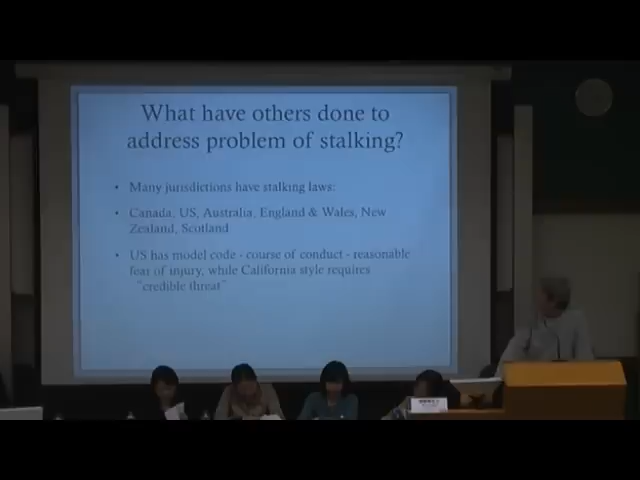 What have others done to
address problem of stalking?
• Many jurisdictions have stalking laws:
• Canada, US, Australia, England & Wales, New
Zealand, Scotland
• US has model code - course of conduct - reasonable
fear of injury, while California style requires
"credible threat"